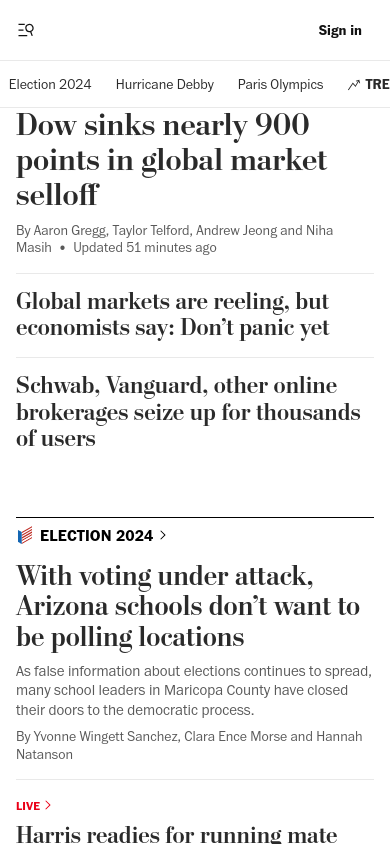 Sign in
Election 2024 Hurricane Debby Paris Olympics TRE
Dow sinks nearly 900
points in global market
selloff
By Aaron Gregg, Taylor Telford, Andrew Jeong and Niha
Masih • Updated 51 minutes ago
Global markets are reeling, but
economists say: Don’t panic yet
Schwab, Vanguard, other online
brokerages seize up for thousands
of users
ELECTION 2024
With voting under attack,
Arizona schools don’t want to
be polling locations
As false information about elections continues to spread,
many school leaders in Maricopa County have closed
their doors to the democratic process.
By Yvonne Wingett Sanchez, Clara Ence Morse and Hannah
Natanson
LIVE
Harris readies for running mate